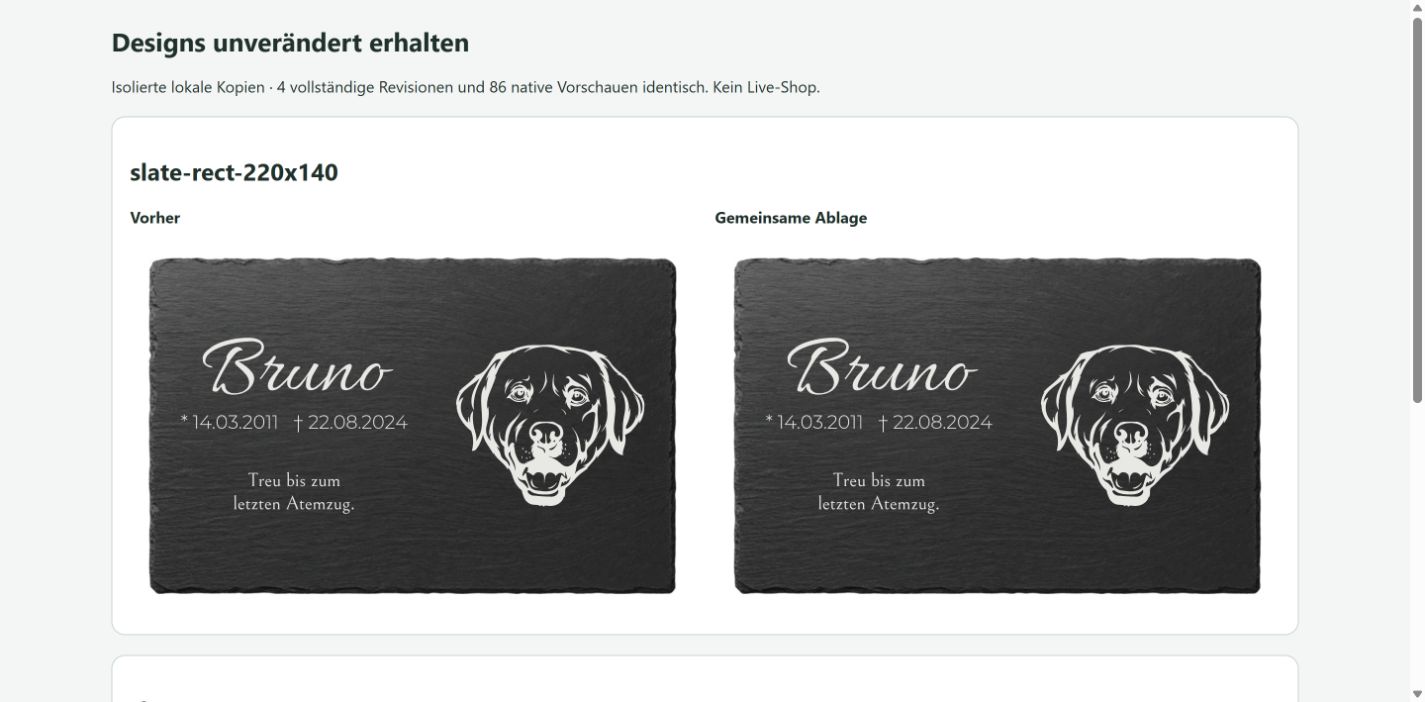 Designs unverändert erhalten
Isolierte lokale Kopien · 4 vollständige Revisionen und 86 native Vorschauen identisch. Kein Live-Shop.
slate-rect-220x140
Vorher
Gemeinsame Ablage
Bruno
* 14.03.2011 † 22.08.2024
Treu bis zum
letzten Atemzug.
Bruno
* 14.03.2011 † 22.08.2024
Treu bis zum
letzten Atemzug.